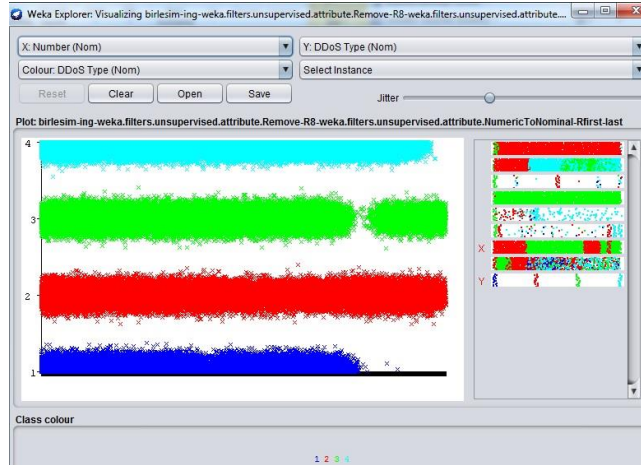 Weka Explorer: Visualizing birlesim-ing-weka.filters.unsupervised.attribute.Remove-R8-weka.filters.unsupervised.attribute....
X: Number (Nom)
Y: DDoS Type (Nom)
Colour: DDoS Type (Nom)
Select Instance
Reset
Clear
Open
Save
Jitter
Plot: birlesim-ing-weka.filters.unsupervised.attribute.Remove-R8-weka.filters.unsupervised.attribute.NumericToNominal-Rfirst-last
4
3
2
1
X
Y
Class colour
1 2 3 4